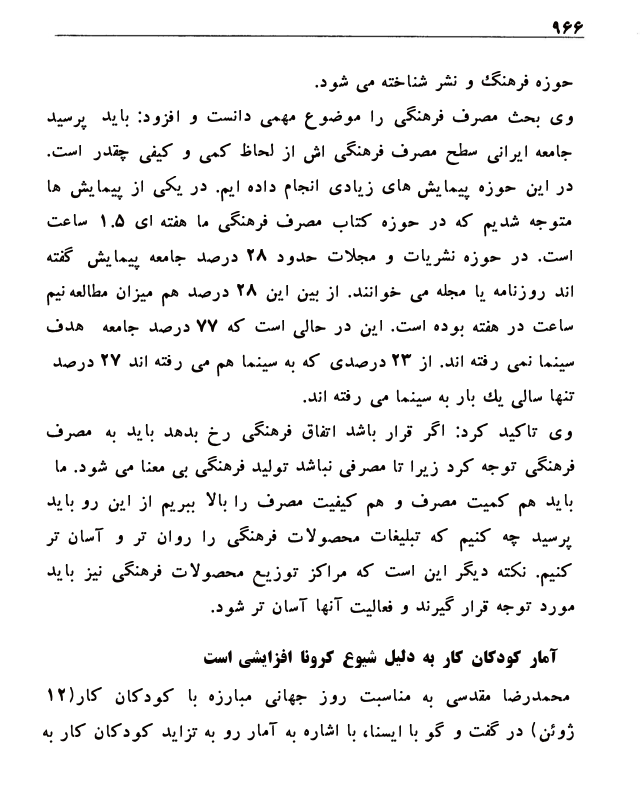 ۹۶۶
حوزه فرهنگ و نشر شناخته می شود.
وی بحث مصرف فرهنگی را موضوع مهمی دانست و افزود: باید پرسید
جامعه ایرانی سطح مصرف فرهنگی اش از لحاظ کمی و کیفی چقدر است.
در این حوزه پیمایش های زیادی انجام داده ایم. در یکی از پیمایش ها
متوجه شدیم که در حوزه کتاب مصرف فرهنگی ما هفته ای ۱.۵ ساعت
است. در حوزه نشریات و مجلات حدود ۲۸ درصد جامعه پیمایش گفته
اند روزنامه یا مجله می خوانند. از بین این ۲۸ درصد هم میزان مطالعه نیم
ساعت در هفته بوده است. این در حالی است که ۷۷ درصد جامعه هدف
سینما نمی رفته اند. از ۲۳ درصدی که به سینما هم می رفته اند ۲۷ درصد
تنها سالی یك بار به سینما می رفته اند.
وی تاکید کرد: اگر قرار باشد اتفاق فرهنگی رخ بدهد باید به مصرف
فرهنگی توجه کرد زیرا تا مصرفی نباشد تولید فرهنگی بی معنا می شود. ما
باید هم کمیت مصرف و هم کیفیت مصرف را بالا ببریم از این رو باید
پرسید چه کنیم که تبلیغات محصولات فرهنگی را روان تر و آسان تر
کنیم. نکته دیگر این است که مراکز توزیع محصولات فرهنگی نیز باید
مورد توجه قرار گیرند و فعالیت آنها آسان تر شود.
آمار کودکان کار به دلیل شیوع کرونا افزایشی است
محمدرضا مقدسی به مناسبت روز جهانی مبارزه با کودکان کار(۱۲
ژوئن) در گفت و گو با ایسنا، با اشاره به آمار رو به تزاید کودکان کار به